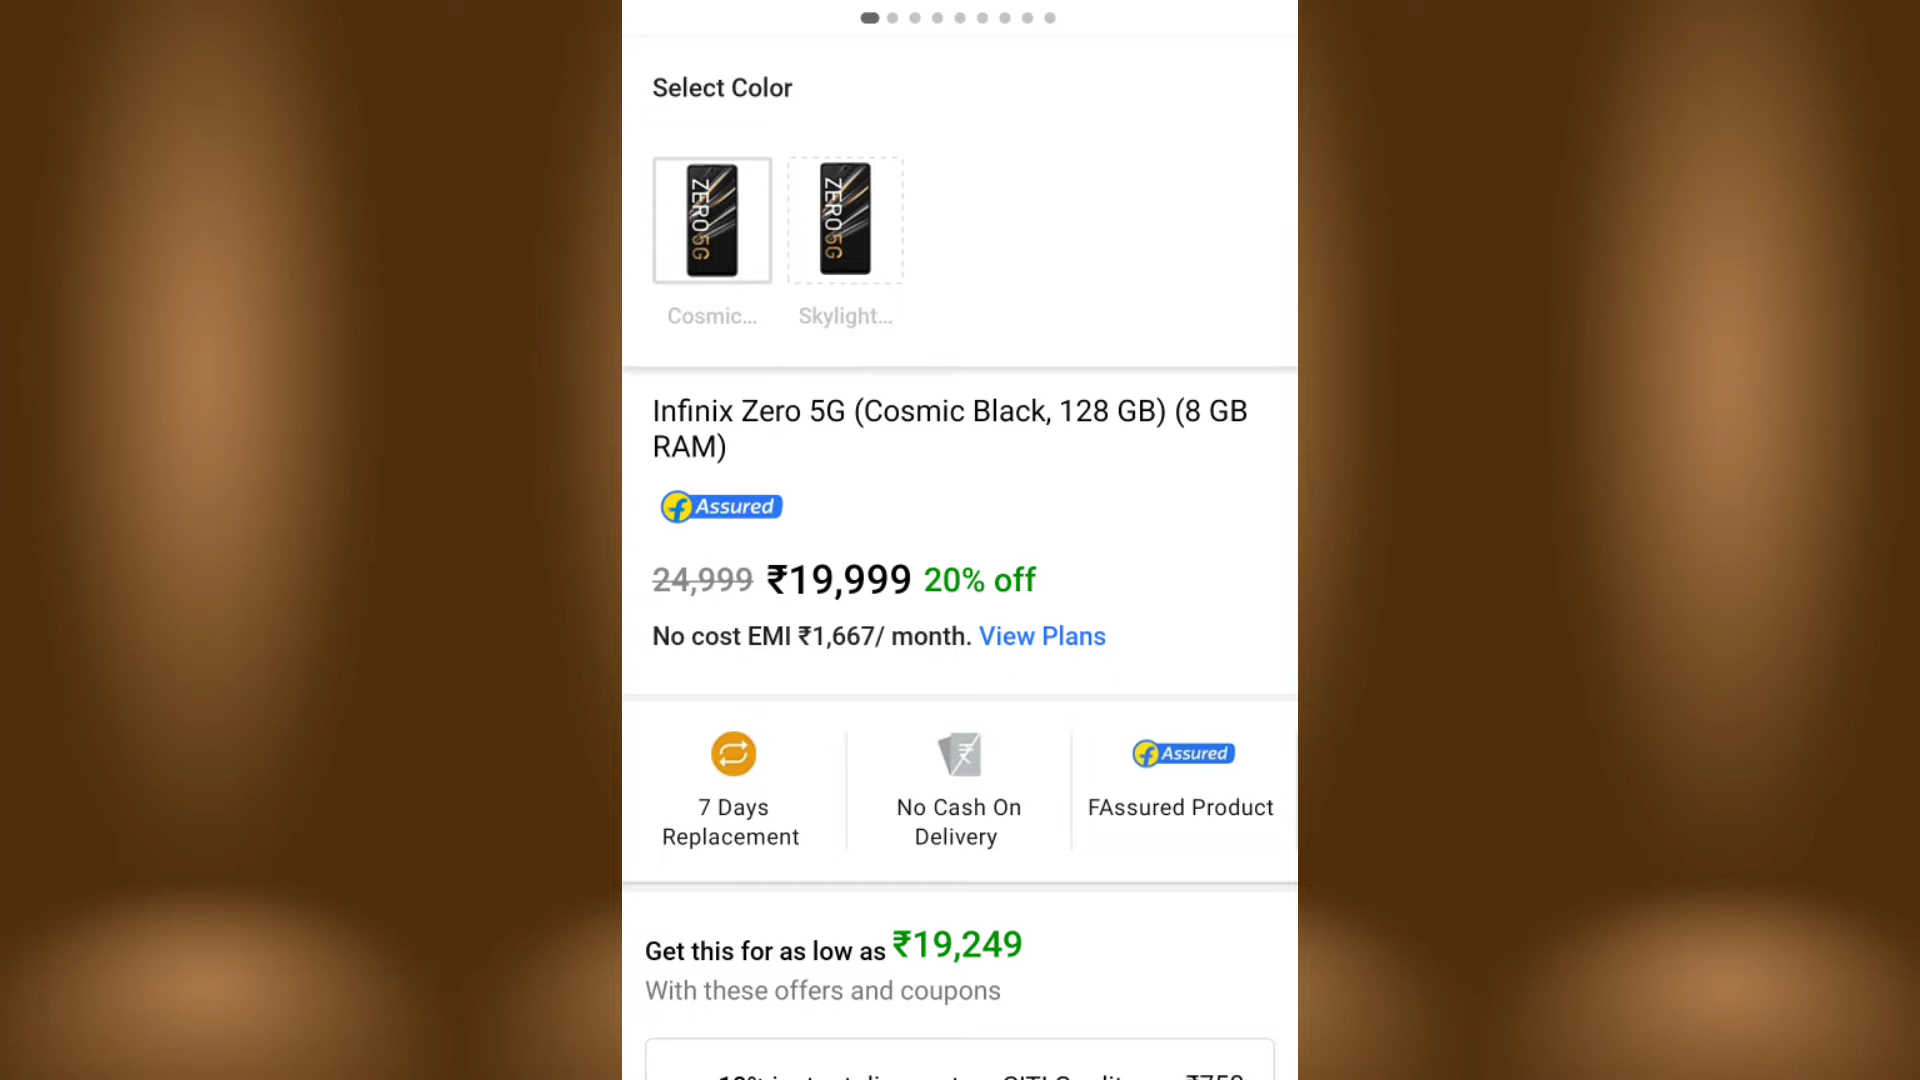 Select Color
ZERO 5G
ZERO 5G
Cosmic...
Skylight...
Infinix Zero 5G (Cosmic Black, 128 GB) (8 GB
RAM)
Assured
24,999 ₹19,999 20% off
No cost EMI ₹1,667/ month. View Plans
7 Days
Replacement
No Cash On
Delivery
Assured
FAssured Product
Get this for as low as ₹19,249
With these offers and coupons